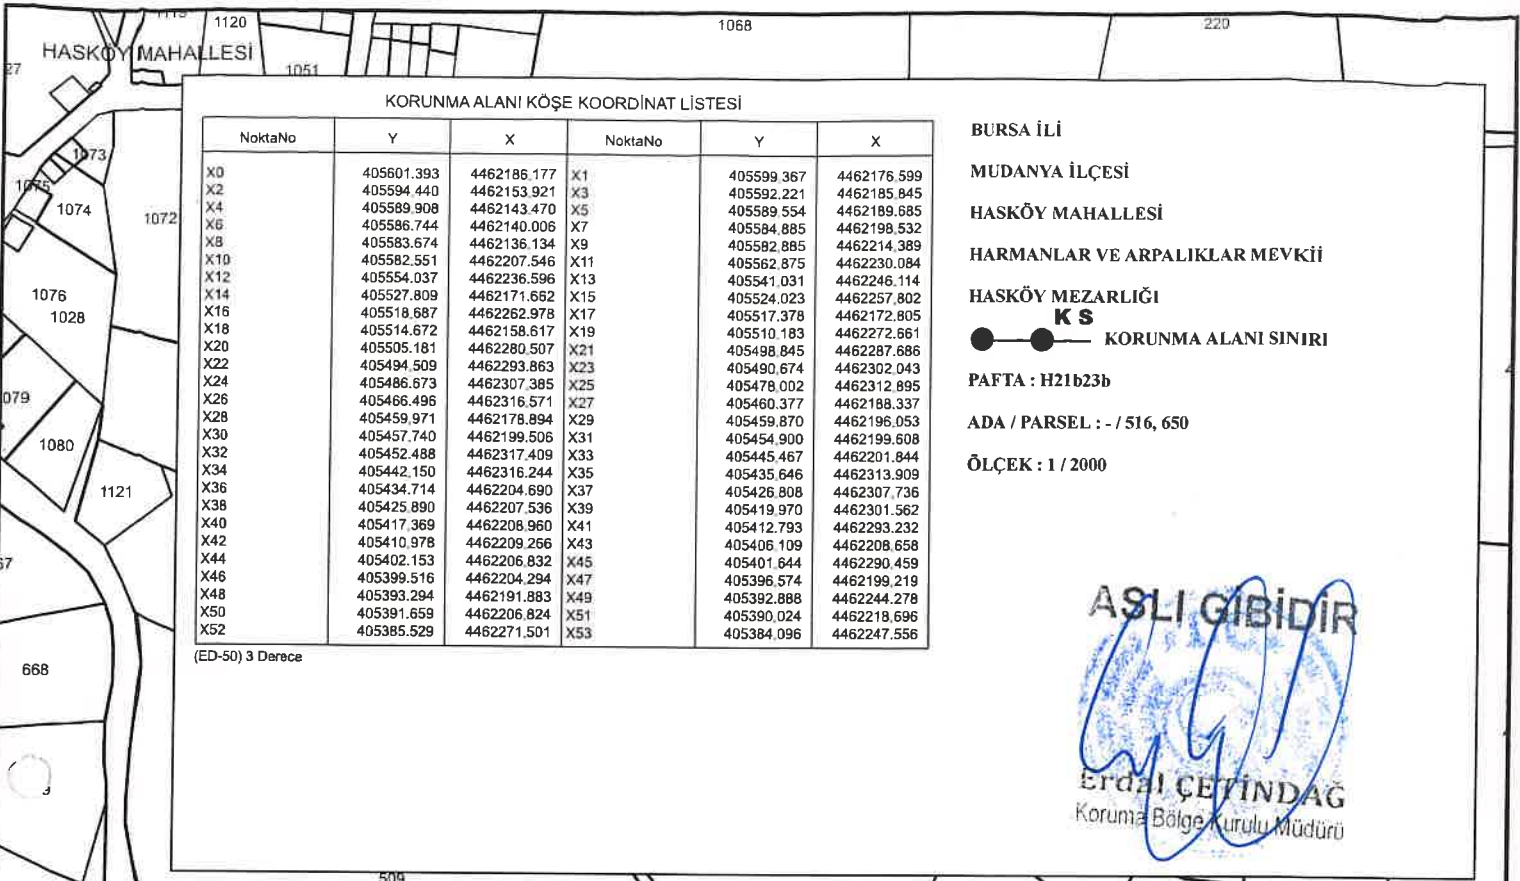 1120
1068
220
HASKÖY MAHALLESİ
27
1051
KORUNMA ALANI KÖŞE KOORDİNAT LİSTESİ
NoktaNo Y X NoktaNo Y X
X0 405601.393 4462186.177 X1 405599.367 4462176.599
X2 405594.440 4462153.921 X3 405592.221 4462185.845
X4 405589.908 4462143.470 X5 405589.554 4462189.685
X6 405586.744 4462140.006 X7 405584.885 4462198.532
X8 405583.674 4462136.134 X9 405582.885 4462214.389
X10 405582.551 4462207.546 X11 405562.875 4462230.084
X12 405554.037 4462236.596 X13 405541.031 4462246.114
X14 405527.809 4462171.662 X15 405524.023 4462257.802
X16 405518.687 4462262.978 X17 405517.378 4462172.805
X18 405514.672 4462158.617 X19 405510.183 4462272.661
X20 405505.181 4462280.507 X21 405498.845 4462287.686
X22 405494.509 4462293.863 X23 405490.674 4462302.043
X24 405486.673 4462307.385 X25 405478.002 4462312.895
X26 405466.496 4462316.571 X27 405460.377 4462188.337
X28 405459.971 4462178.894 X29 405459.870 4462196.053
X30 405457.740 4462199.506 X31 405454.900 4462199.608
X32 405452.488 4462317.409 X33 405445.467 4462201.844
X34 405442.150 4462316.244 X35 405435.646 4462313.909
X36 405434.714 4462204.690 X37 405426.808 4462307.736
X38 405425.890 4462207.536 X39 405419.970 4462301.562
X40 405417.369 4462208.960 X41 405412.793 4462293.232
X42 405410.978 4462209.266 X43 405406.109 4462208.658
X44 405402.153 4462206.832 X45 405401.644 4462290.459
X46 405399.516 4462204.294 X47 405396.574 4462199.219
X48 405393.294 4462191.883 X49 405392.888 4462244.278
X50 405391.659 4462206.824 X51 405390.024 4462218.696
X52 405385.529 4462271.501 X53 405384.096 4462247.556
(ED-50) 3 Derece
BURSA İLİ
MUDANYA İLÇESİ
HASKÖY MAHALLESİ
HARMANLAR VE ARPALIKLAR MEVKİİ
HASKÖY MEZARLIĞI
K S
KORUNMA ALANI SINIRI
PAFTA : H21b23b
ADA / PARSEL : - / 516, 650
ÖLÇEK : 1 / 2000
ASLI GİBİDİR
Erdal ÇETİNDAĞ
Koruma Bölge Kurulu Müdürü
1073
1075
1074
1072
1076
1028
079
1080
1121
668
509